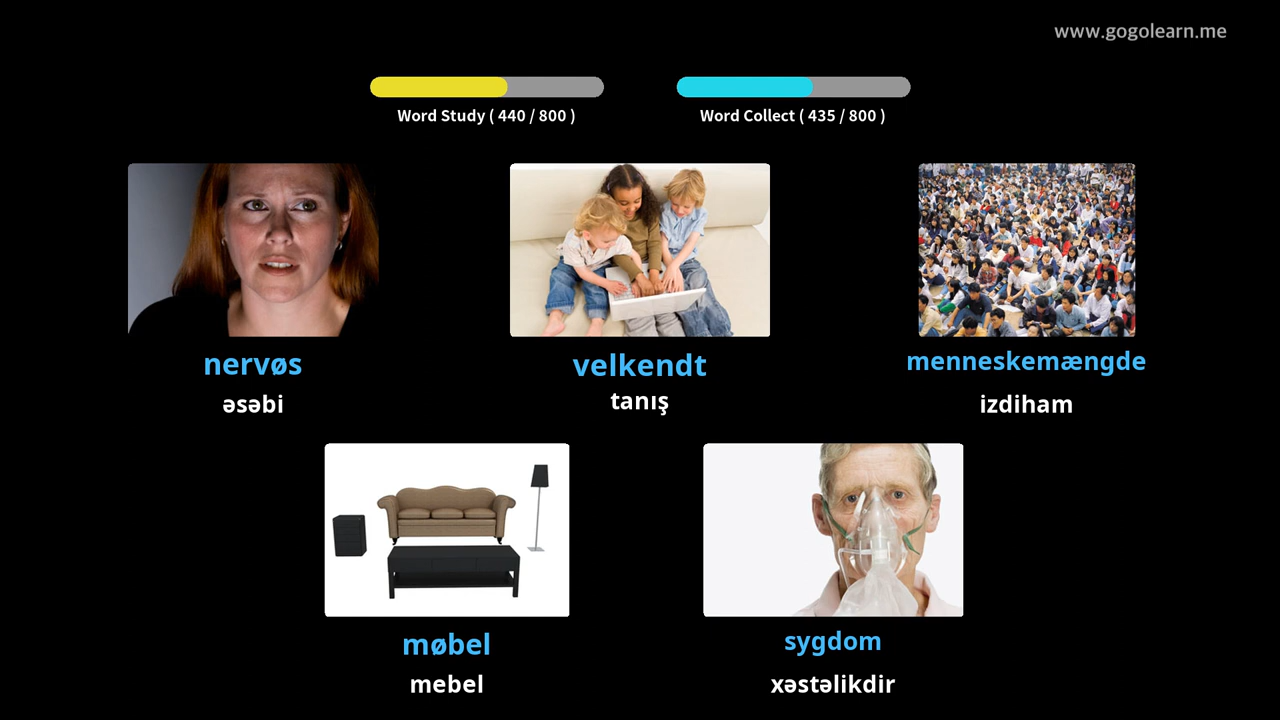 www.gogolearn.me
Word Study ( 440 / 800 )
Word Collect ( 435 / 800 )
nervøs
velkendt
menneskemængde
əsəbi
tanış
izdiham
møbel
sygdom
mebel
xəstəlikdir